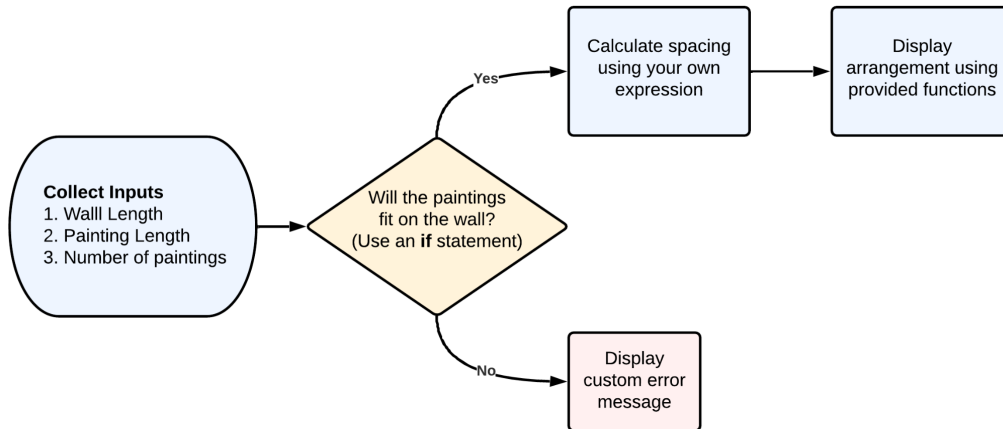 Collect Inputs
1. Walll Length
2. Painting Length
3. Number of paintings
Will the paintings
fit on the wall?
(Use an if statement)
Yes
Calculate spacing
using your own
expression
Display
arrangement using
provided functions
No
Display
custom error
message